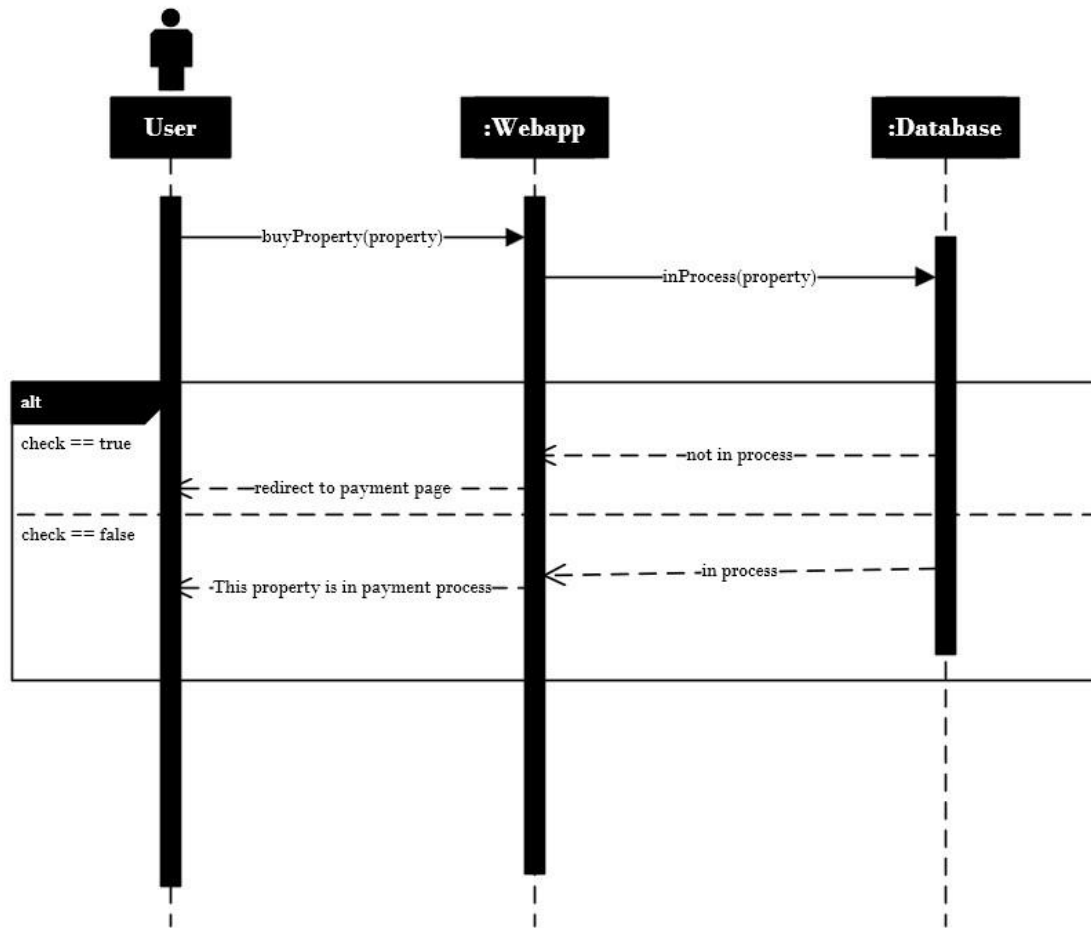 User
:Webapp
:Database
buyProperty(property)
inProcess(property)
alt
check == true
not in process
redirect to payment page
check == false
in process
This property is in payment process